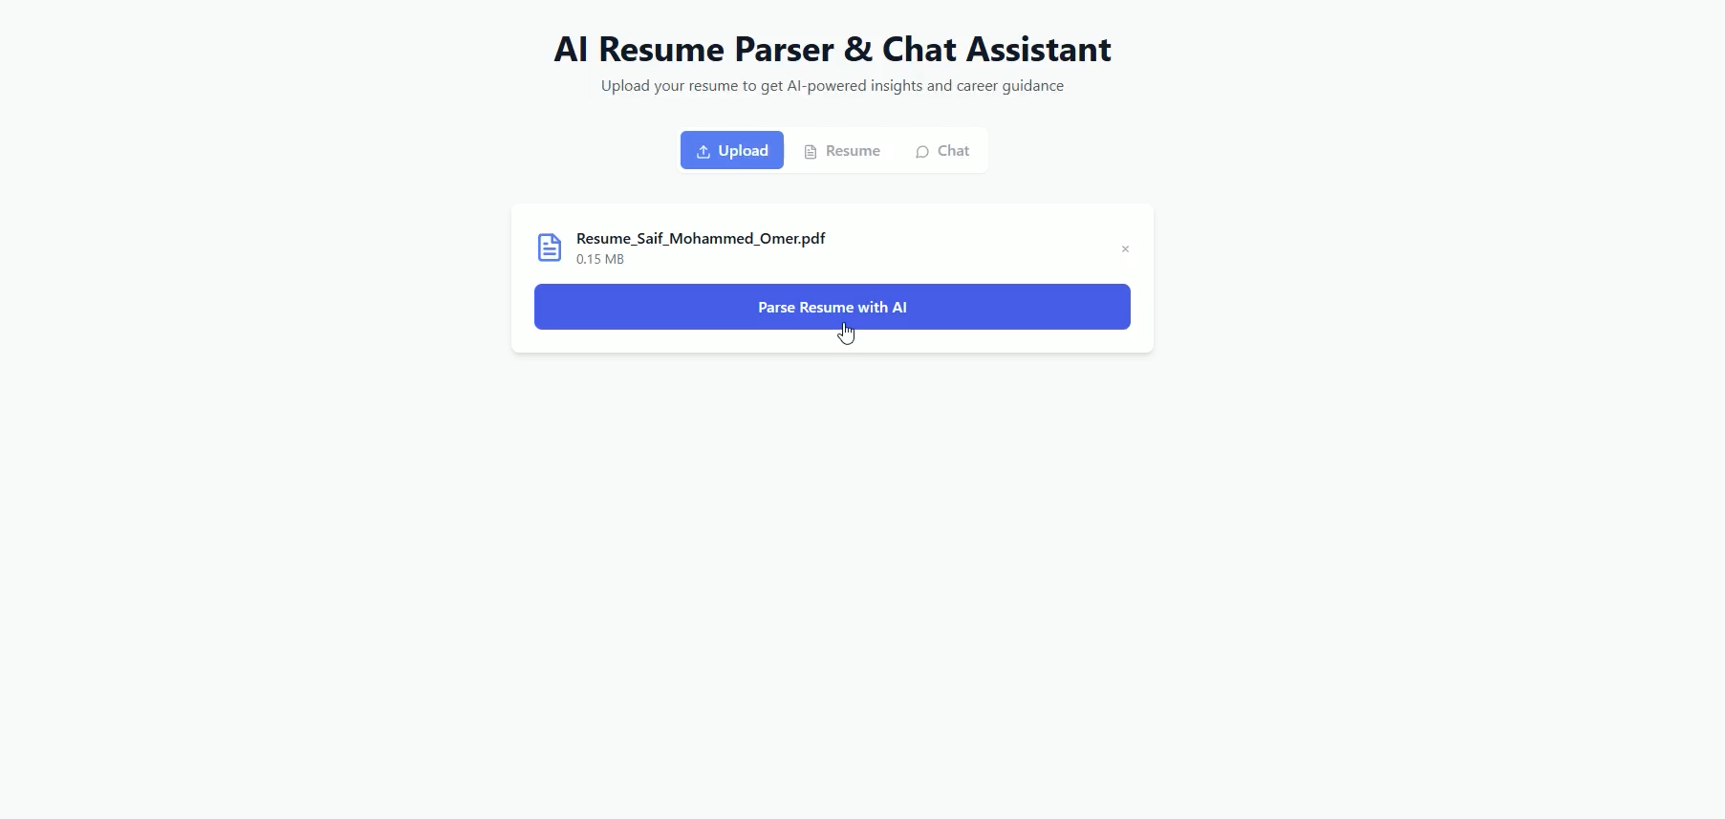 AI Resume Parser & Chat Assistant
Upload your resume to get AI-powered insights and career guidance
Upload Resume Chat
Resume_Saif_Mohammed_Omer.pdf
0.15 MB
×
Parse Resume with AI